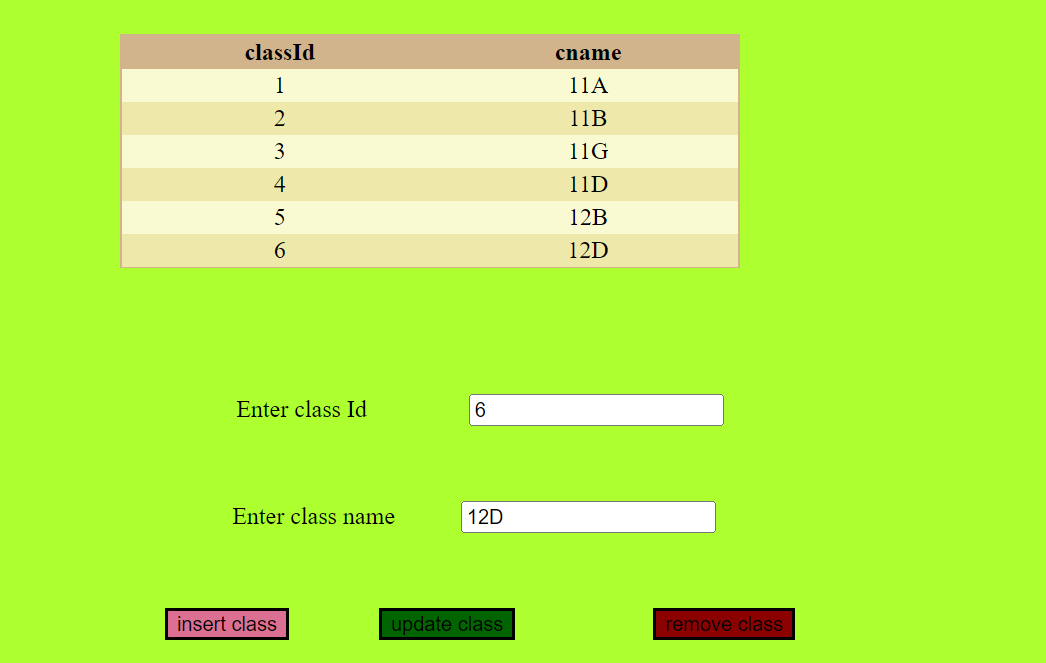 classId cname
1 11A
2 11B
3 11G
4 11D
5 12B
6 12D
Enter class Id 6
Enter class name 12D
insert class update class remove class